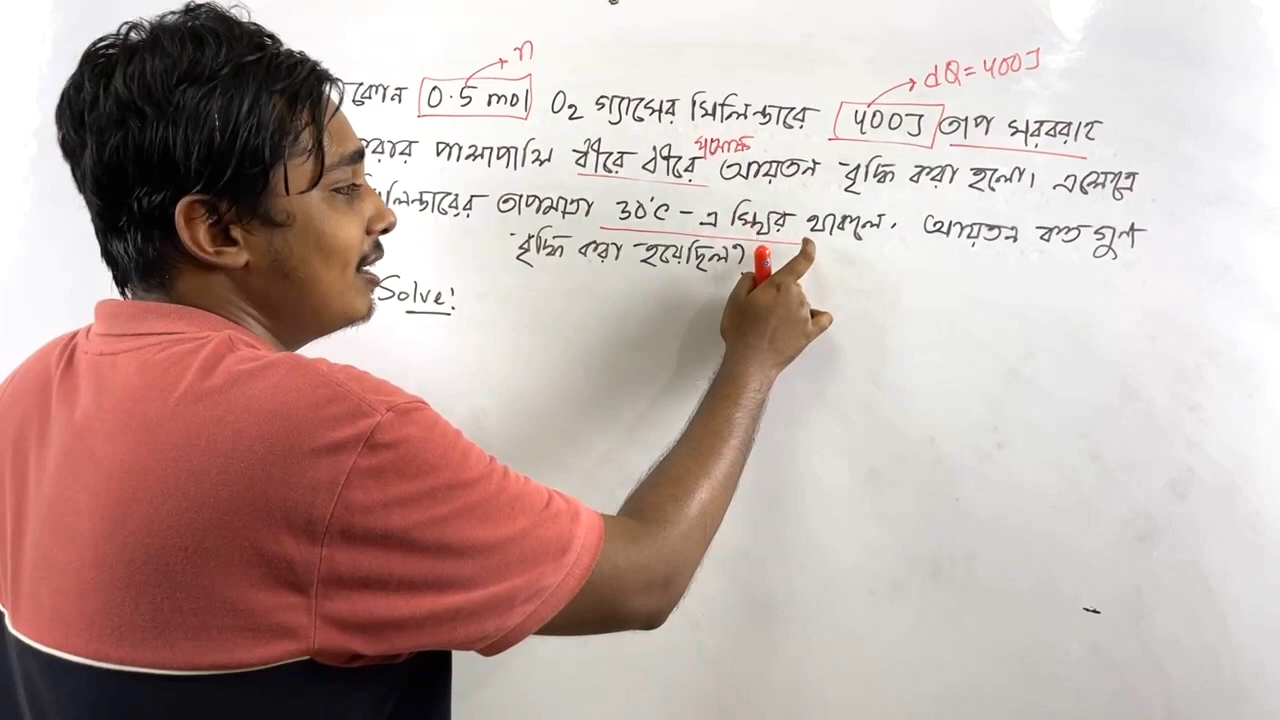 n
dQ = 400J
কোন 0.5 mol O₂ গ্যাসের সিলিন্ডারে 400J তাপ সরবরাহ
করার পাশাপাশি ধীরে ধীরে আয়তন বৃদ্ধি করা হলো। এক্ষেত্রে
সিলিন্ডারের তাপমাত্রা 30°C - এ স্থির থাকলে, আয়তন কত গুণ
বৃদ্ধি করা হয়েছিল?
Solve: